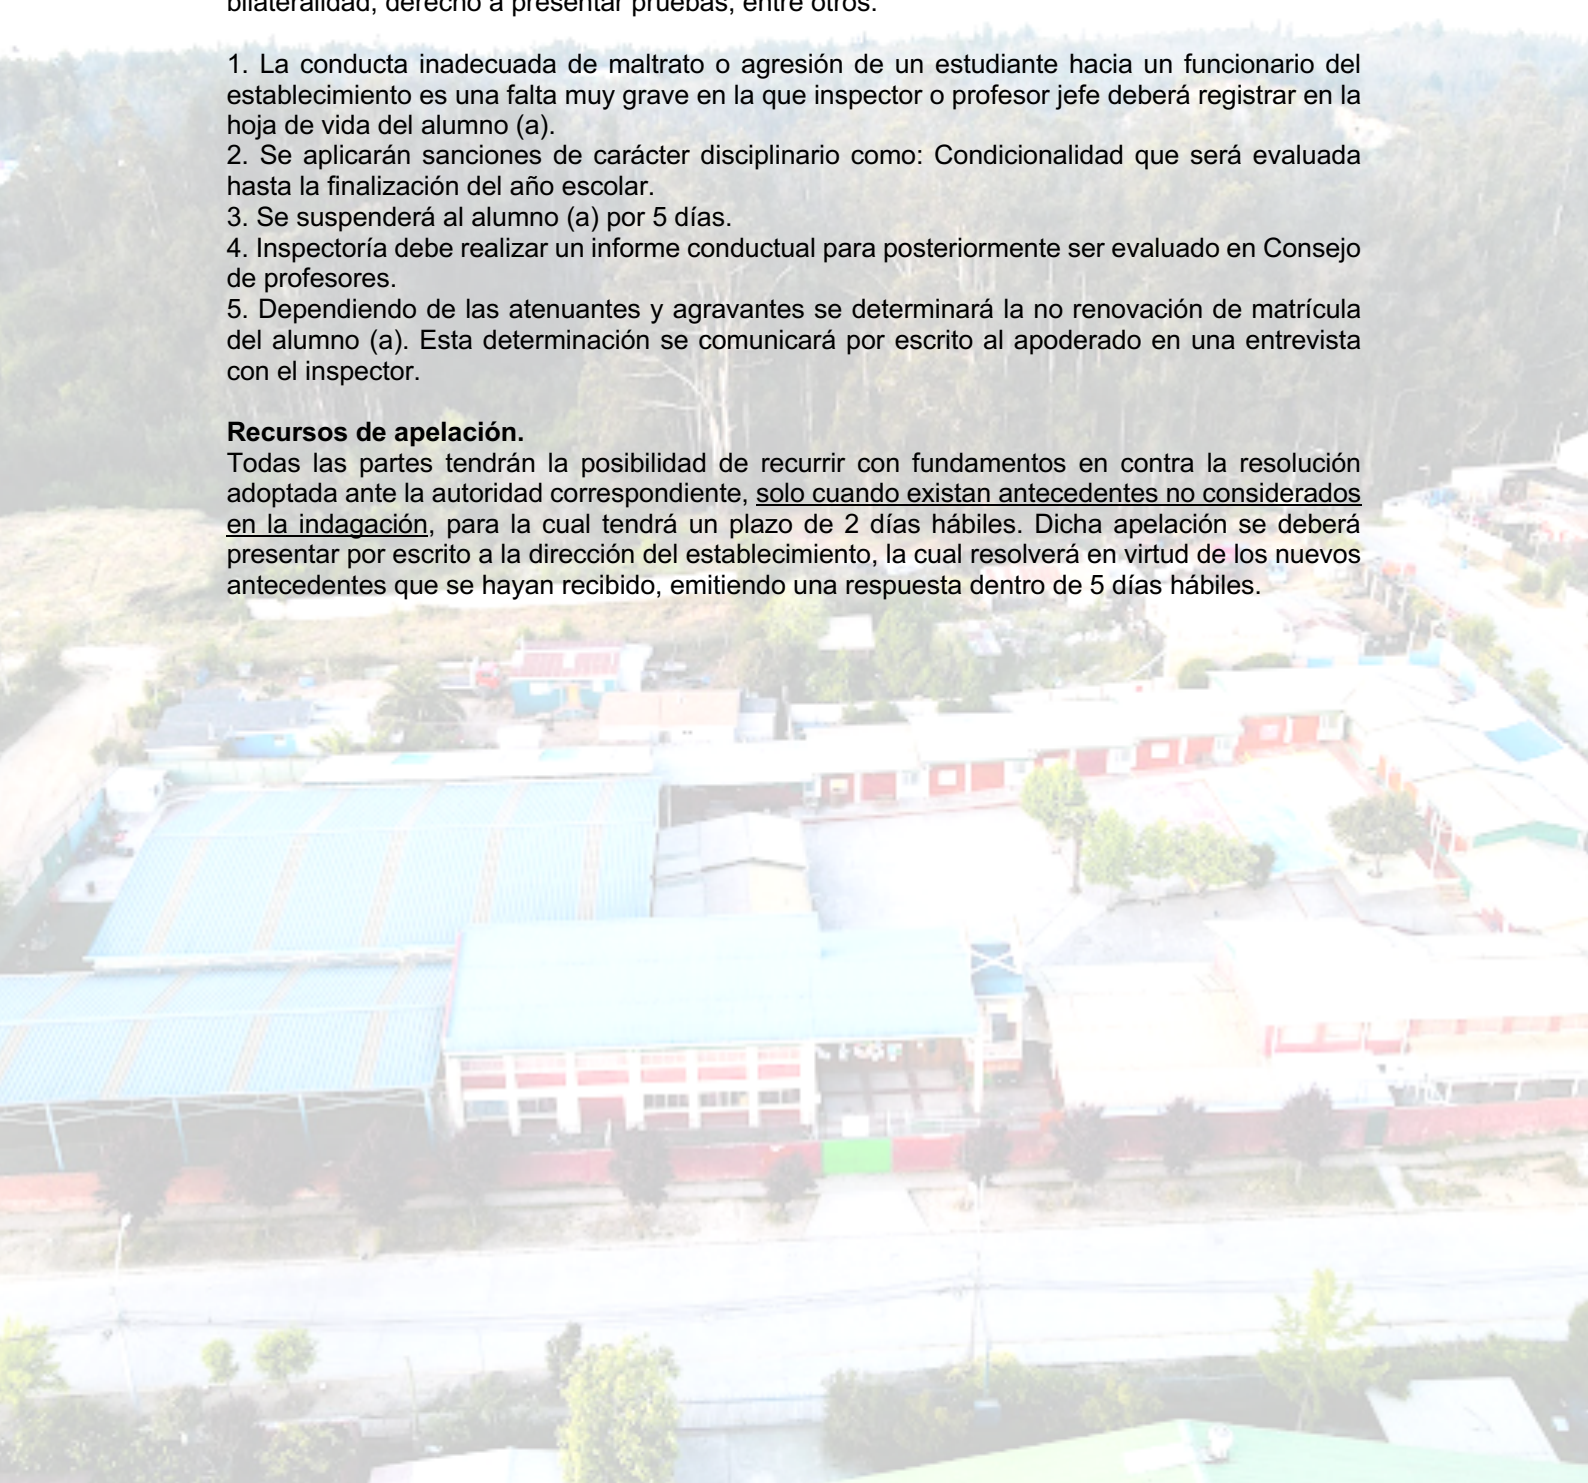 bilateralidad, derecho a presentar pruebas, entre otros.
1. La conducta inadecuada de maltrato o agresión de un estudiante hacia un funcionario del
establecimiento es una falta muy grave en la que inspector o profesor jefe deberá registrar en la
hoja de vida del alumno (a).
2. Se aplicarán sanciones de carácter disciplinario como: Condicionalidad que será evaluada
hasta la finalización del año escolar.
3. Se suspenderá al alumno (a) por 5 días.
4. Inspectoría debe realizar un informe conductual para posteriormente ser evaluado en Consejo
de profesores.
5. Dependiendo de las atenuantes y agravantes se determinará la no renovación de matrícula
del alumno (a). Esta determinación se comunicará por escrito al apoderado en una entrevista
con el inspector.
Recursos de apelación.
Todas las partes tendrán la posibilidad de recurrir con fundamentos en contra la resolución
adoptada ante la autoridad correspondiente, solo cuando existan antecedentes no considerados
en la indagación, para la cual tendrá un plazo de 2 días hábiles. Dicha apelación se deberá
presentar por escrito a la dirección del establecimiento, la cual resolverá en virtud de los nuevos
antecedentes que se hayan recibido, emitiendo una respuesta dentro de 5 días hábiles.